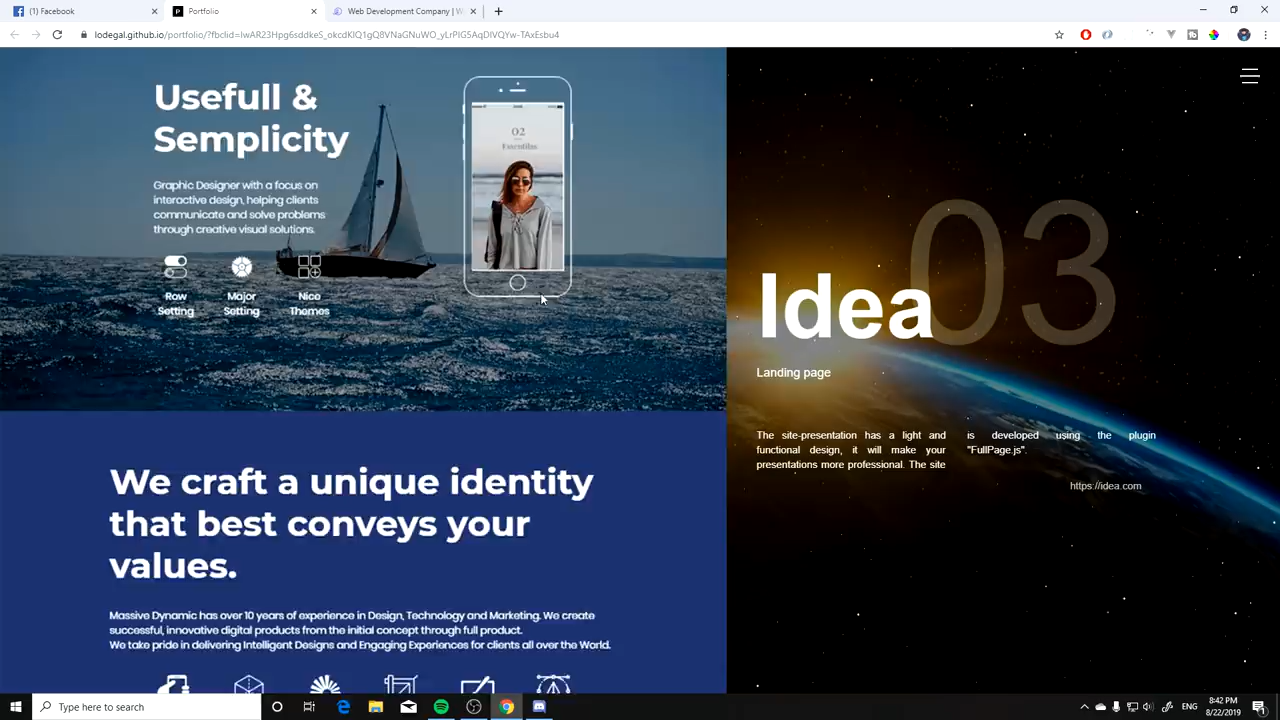 (1) Facebook
Portfolio
Web Development Company | W
lodegal.github.io/portfolio/?fbclid=IwAR23Hpg6sddkeS_okcdKlQ1gQ8VNaGNuWO_yLrPlG5AqDIVQYw-TAxEsbu4
Usefull &
Semplicity
Graphic Designer with a focus on
interactive design, helping clients
communicate and solve problems
through creative visual solutions.
Row
Setting
Major
Setting
Nice
Themes
02
Essentilas
03
Idea
Landing page
The site-presentation has a light and
functional design, it will make your
presentations more professional. The site
is developed using the plugin
"FullPage.js".
https://idea.com
We craft a unique identity
that best conveys your
values.
Massive Dynamic has over 10 years of experience in Design, Technology and Marketing. We create
successful, innovative digital products from the initial concept through full product.
We take pride in delivering Intelligent Designs and Engaging Experiences for clients all over the World.
Type here to search
ENG
8:42 PM
8/22/2019